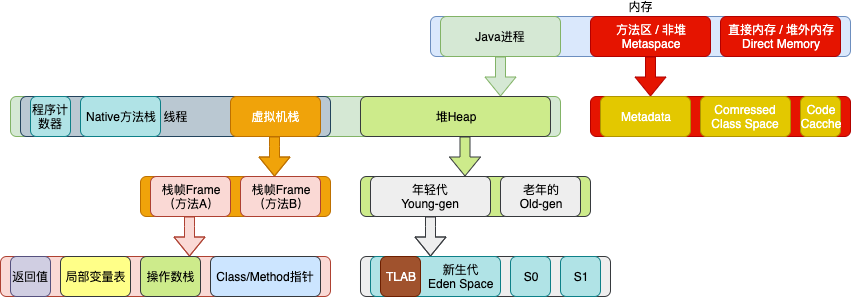 内存
Java进程
方法区 / 非堆
Metaspace
直接内存 / 堆外内存
Direct Memory
程序计
数器
Native方法栈
线程
虚拟机栈
堆Heap
Metadata
Comressed
Class Space
Code
Cacche
栈帧Frame
（方法A）
栈帧Frame
（方法B）
年轻代
Young-gen
老年的
Old-gen
返回值
局部变量表
操作数栈
Class/Method指针
TLAB
新生代
Eden Space
S0
S1